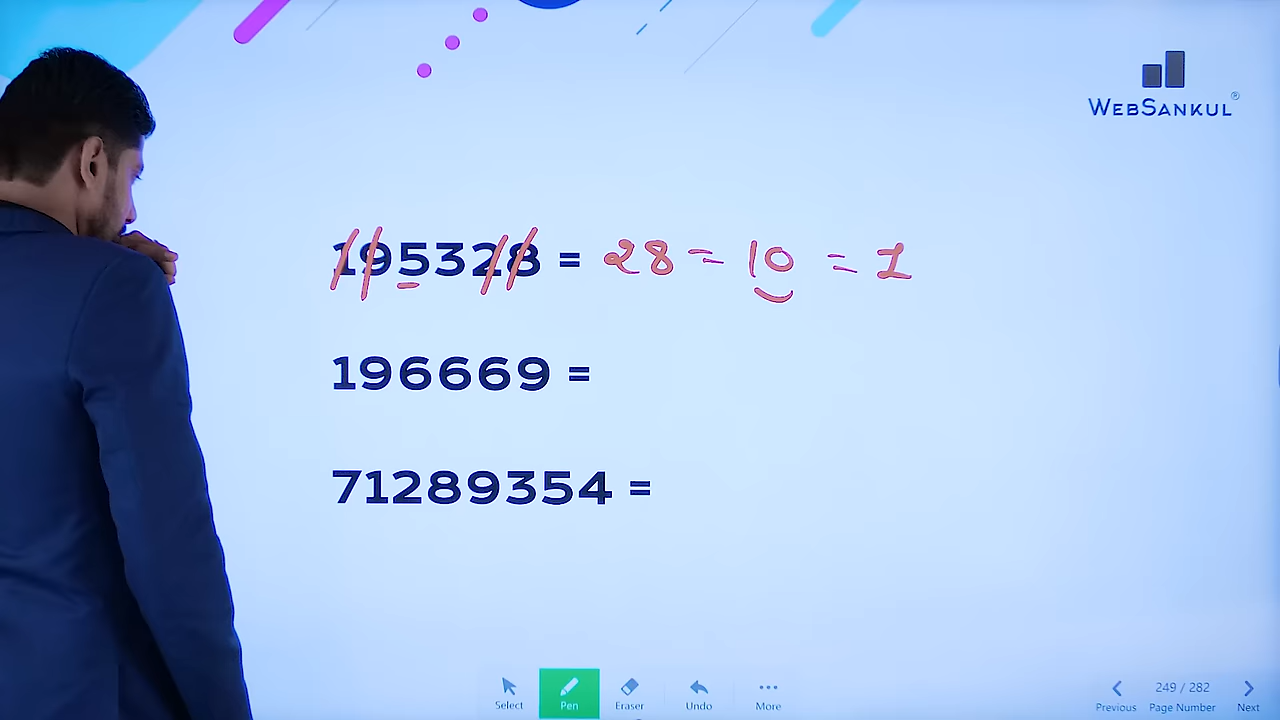 WEBSANKUL®
195328 = 28 = 10 = 1
196669 =
71289354 =
Select Pen Eraser Undo More
249 / 282
Previous Page Number Next